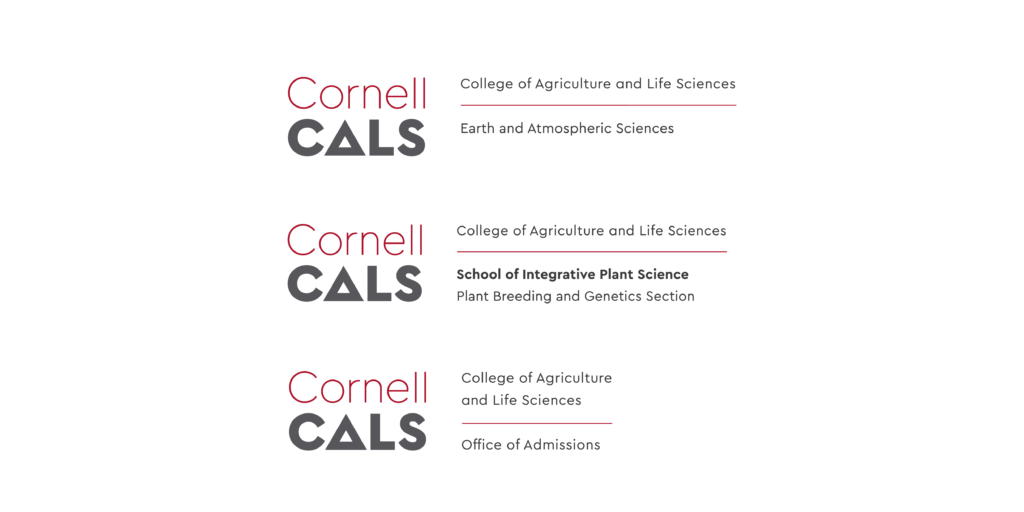 Cornell
CALS
College of Agriculture and Life Sciences
Earth and Atmospheric Sciences
Cornell
CALS
College of Agriculture and Life Sciences
School of Integrative Plant Science
Plant Breeding and Genetics Section
Cornell
CALS
College of Agriculture
and Life Sciences
Office of Admissions